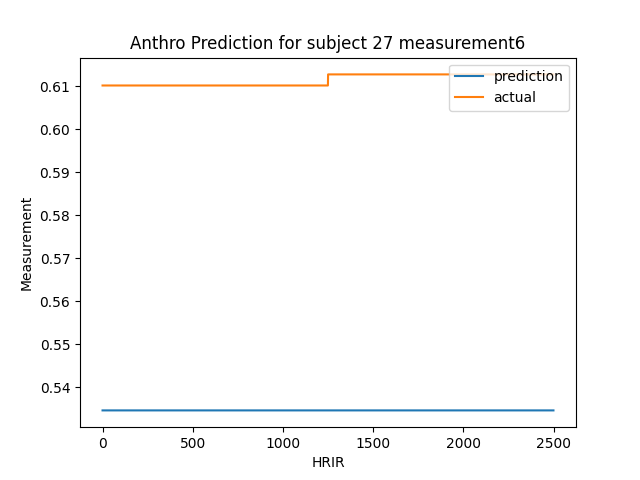 Anthro Prediction for subject 27 measurement6
prediction
actual
0.61
0.60
0.59
0.58
0.57
0.56
0.55
0.54
Measurement
0 500 1000 1500 2000 2500
HRIR